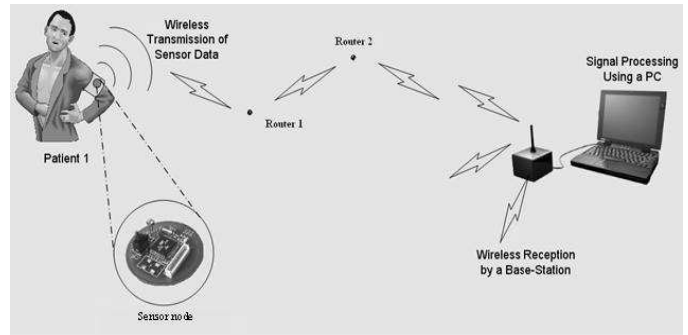 Wireless
Transmission of
Sensor Data
Router 2
Signal Processing
Using a PC
Router 1
Patient 1
Wireless Reception
by a Base-Station
Sensor node